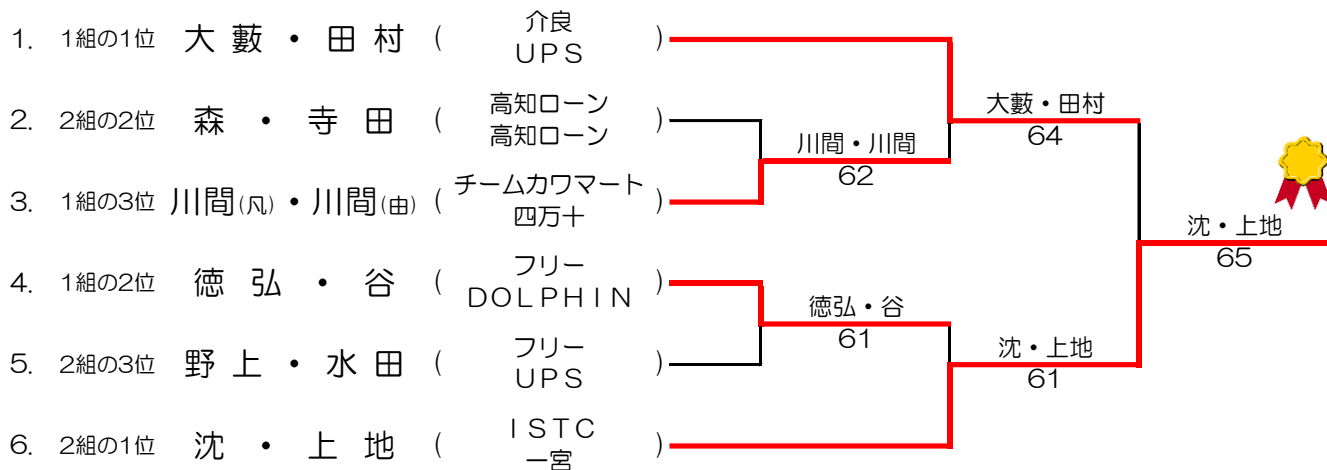 1. 1組の1位 大藪・田村 ( 介良 UPS )
2. 2組の2位 森・寺田 ( 高知ローン 高知ローン )
3. 1組の3位 川間(凡)・川間(由) ( チームカワマート 四万十 )
4. 1組の2位 徳弘・谷 ( フリー DOLPHIN )
5. 2組の3位 野上・水田 ( フリー UPS )
6. 2組の1位 沈・上地 ( ISTC 一宮 )
川間・川間
62
徳弘・谷
61
大藪・田村
64
沈・上地
61
沈・上地
65